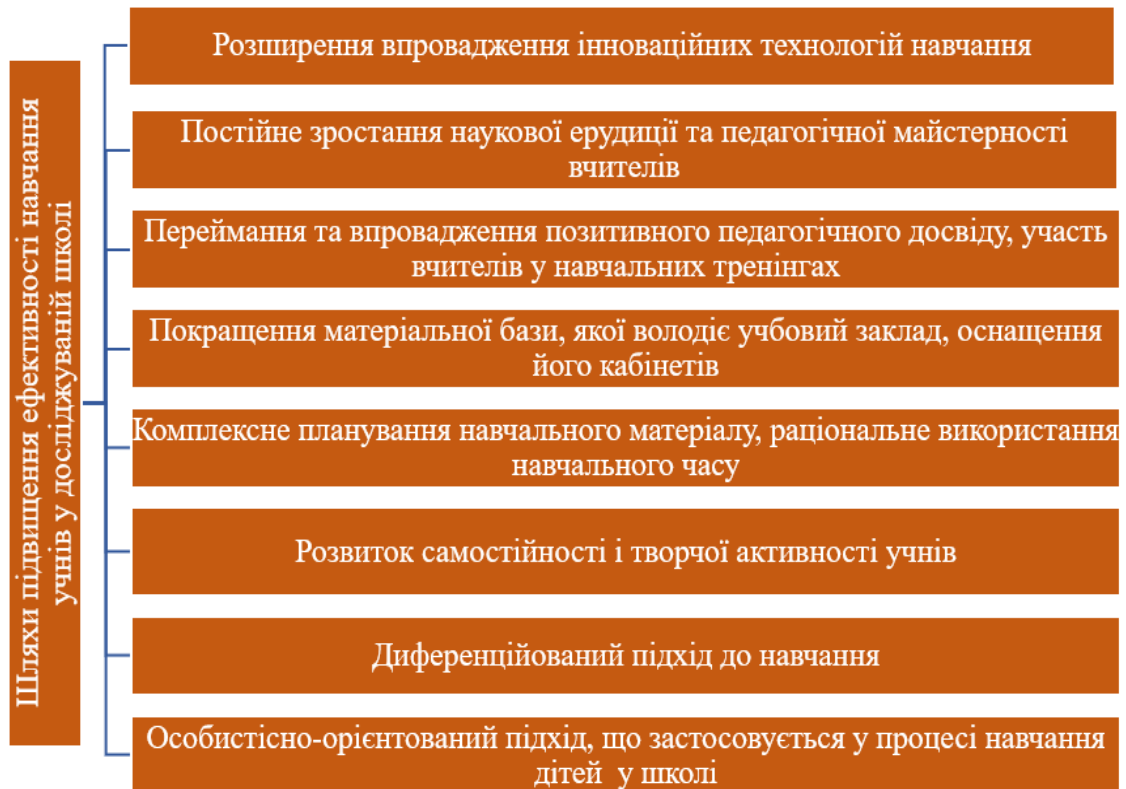 Шляхи підвищення ефективності навчання
учнів у досліджуваній школі
Розширення впровадження інноваційних технологій навчання
Постійне зростання наукової ерудиції та педагогічної майстерності
вчителів
Переймання та впровадження позитивного педагогічного досвіду, участь
вчителів у навчальних тренінгах
Покращення матеріальної бази, якої володіє учбовий заклад, оснащення
його кабінетів
Комплексне планування навчального матеріалу, раціональне використання
навчального часу
Розвиток самостійності і творчої активності учнів
Диференційований підхід до навчання
Особистісно-орієнтований підхід, що застосовується у процесі навчання
дітей у школі